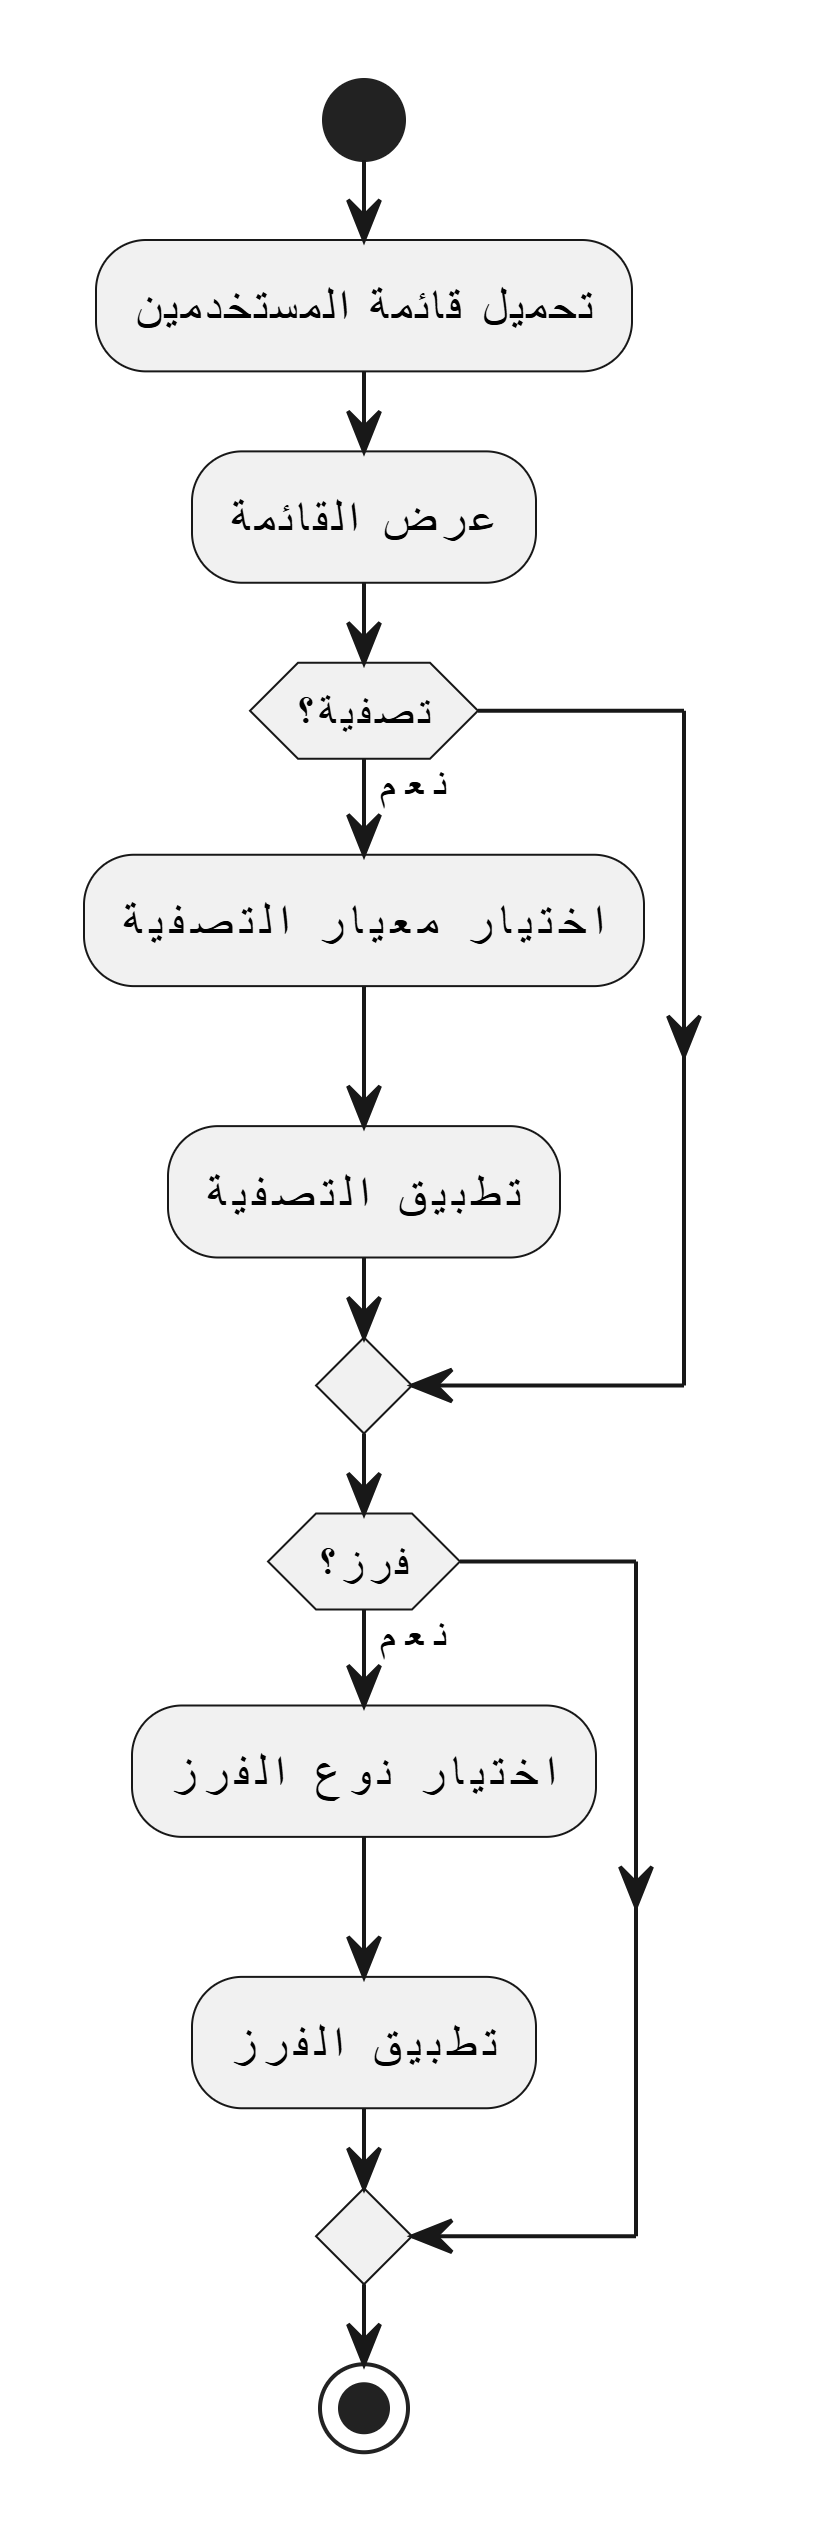 تحميل قائمة المستخدمين
عرض القائمة
تصفية؟
نعم
اختيار معيار التصفية
تطبيق التصفية
فرز؟
نعم
اختيار نوع الفرز
تطبيق الفرز